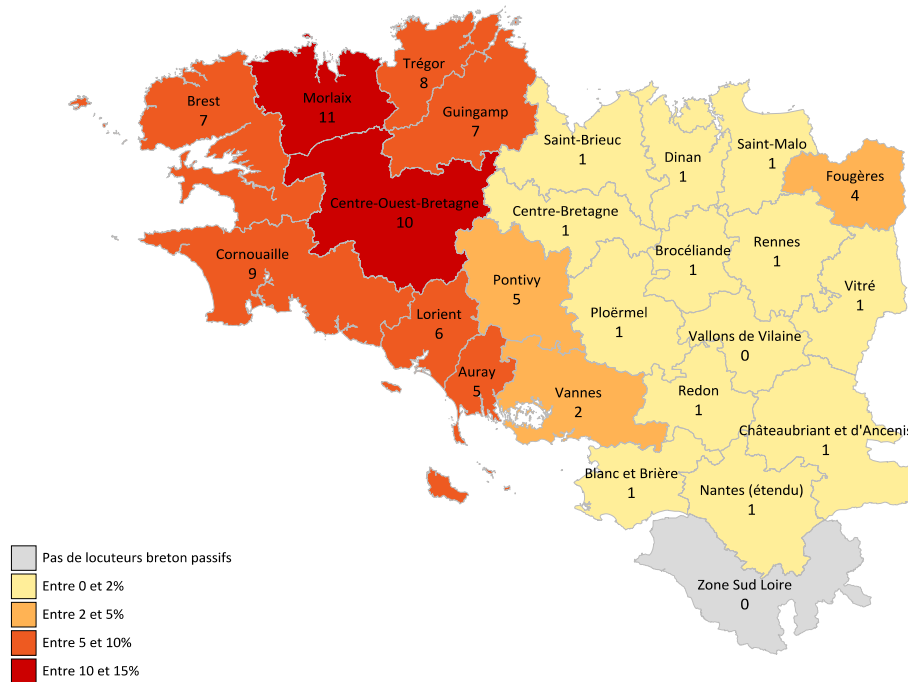 Trégor
8
Morlaix
11
Brest
7
Guingamp
7
Saint-Brieuc
1
Dinan
1
Saint-Malo
1
Fougères
4
Centre-Ouest-Bretagne
10
Centre-Bretagne
1
Brocéliande
1
Rennes
1
Cornouaille
9
Pontivy
5
Vitré
1
Lorient
6
Ploërmel
1
Vallons de Vilaine
0
Auray
5
Vannes
2
Redon
1
Châteaubriant et d'Ancenis
1
Blanc et Brière
1
Nantes (étendu)
1
Zone Sud Loire
0
Pas de locuteurs breton passifs
Entre 0 et 2%
Entre 2 et 5%
Entre 5 et 10%
Entre 10 et 15%